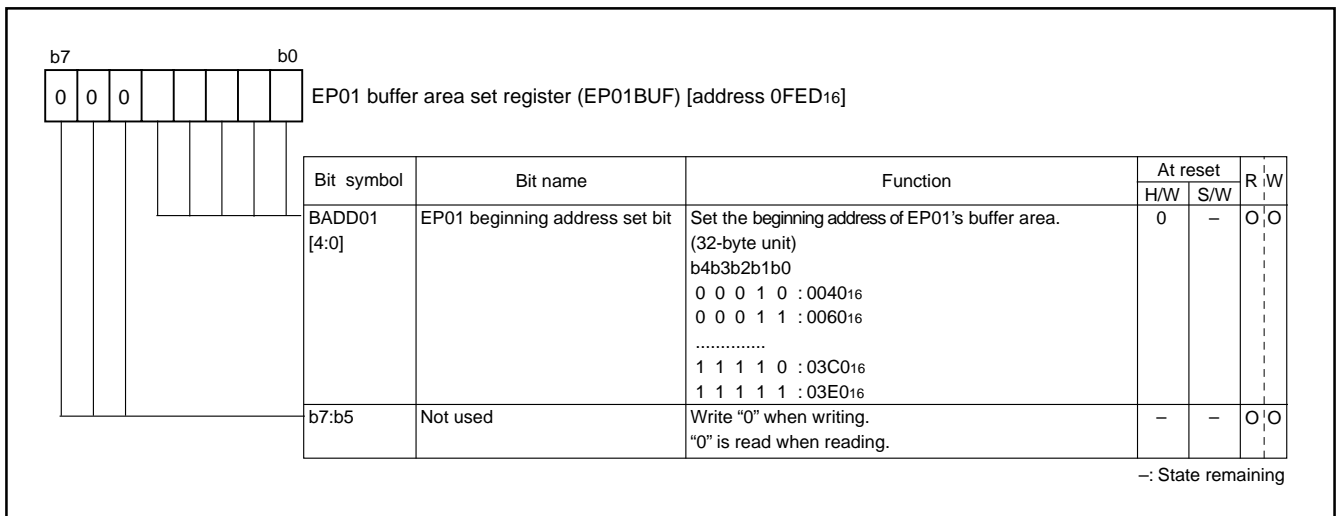 b7 b0
0 0 0 EP01 buffer area set register (EP01BUF) [address 0FED16]
Bit symbol Bit name Function At reset R W
H/W S/W
BADD01 EP01 beginning address set bit Set the beginning address of EP01's buffer area. 0 – O O
[4:0] (32-byte unit)
b4b3b2b1b0
0 0 0 1 0 : 004016
0 0 0 1 1 : 006016
..............
1 1 1 1 0 : 03C016
1 1 1 1 1 : 03E016
b7:b5 Not used Write “0” when writing. – – O O
“0” is read when reading.
–: State remaining